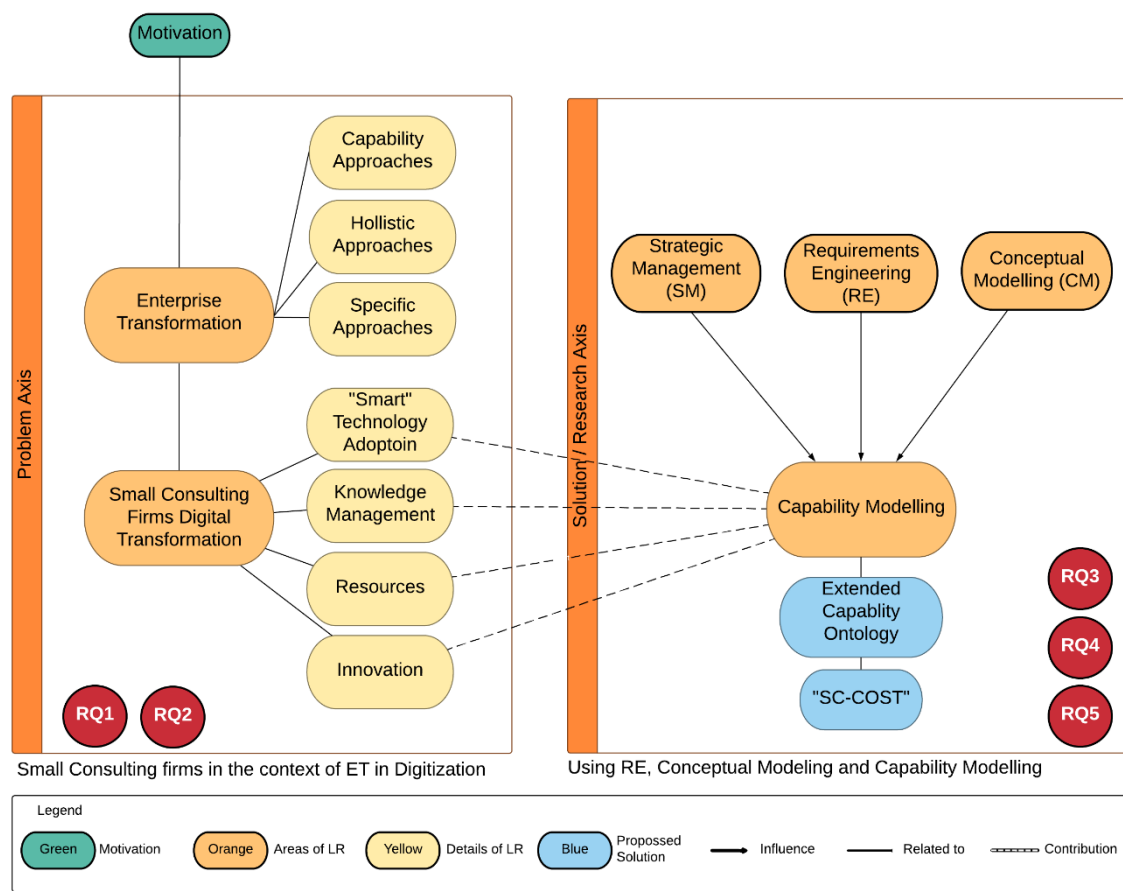 Motivation
Problem Axis
Capability
Approaches
Hollistic
Approaches
Enterprise
Transformation
Specific
Approaches
"Smart"
Technology
Adoptoin
Small Consulting
Firms Digital
Transformation
Knowledge
Management
Resources
Innovation
RQ1
RQ2
Small Consulting firms in the context of ET in Digitization
Solution / Research Axis
Strategic
Management
(SM)
Requirements
Engineering
(RE)
Conceptual
Modelling (CM)
Capability Modelling
Extended
Capablity
Ontology
"SC-COST"
RQ3
RQ4
RQ5
Using RE, Conceptual Modeling and Capability Modelling
Legend
Green
Motivation
Orange
Areas of LR
Yellow
Details of LR
Blue
Propossed
Solution
Influence
Related to
Contribution